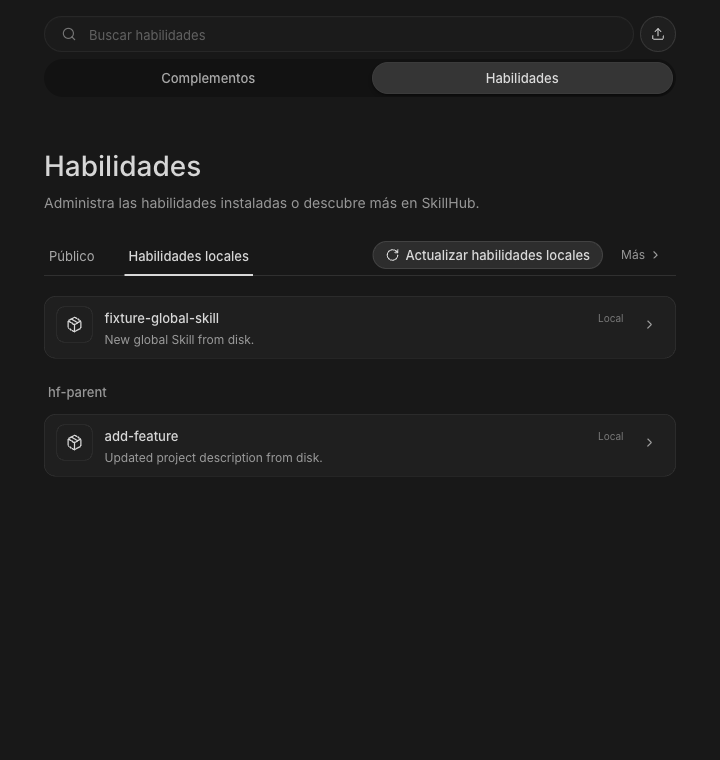 Buscar habilidades
Complementos
Habilidades
Habilidades
Administra las habilidades instaladas o descubre más en SkillHub.
Público
Habilidades locales
Actualizar habilidades locales
Más
fixture-global-skill
Local
New global Skill from disk.
hf-parent
add-feature
Local
Updated project description from disk.